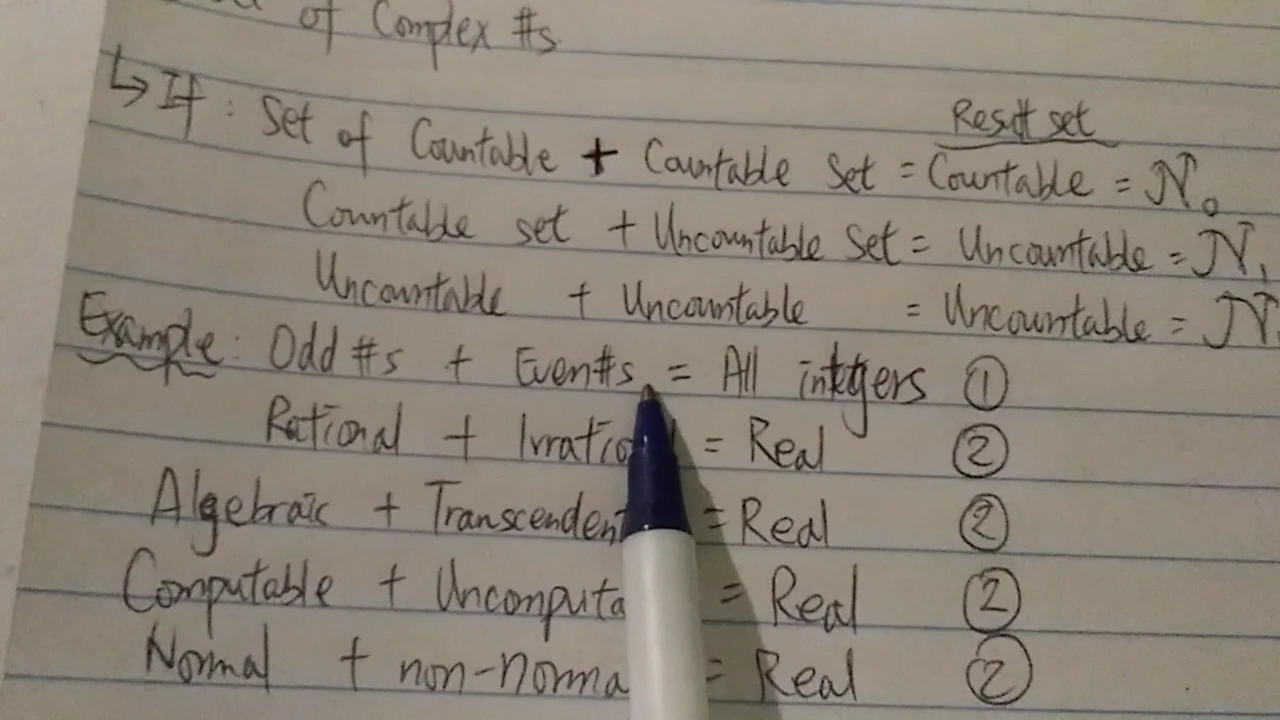 of Complex #s
↳ If : Set of Countable + Countable Set = Countable = ℵ₀
Result set
Countable set + Uncountable Set = Uncountable = ℵ₁
Uncountable + Uncountable = Uncountable = ℵ
Example: Odd #s + Even#s = All integers ①
Rational + Irratio = Real ②
Algebraic + Transcenden = Real ②
Computable + Uncomputa = Real ②
Normal + non-norma = Real ②